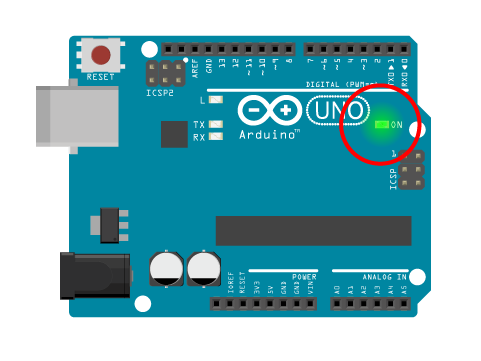 RESET
ICSP2
AREF
GND
13
12
~11
~10
~9
8
7
~6
~5
4
~3
2
TXD▶1
RXD◀0
DIGITAL (PWM=~)
L
TX
RX
UNO
Arduino™
ON
1
ICSP
IOREF
RESET
3V3
5V
GND
GND
VIN
POWER
ANALOG IN
A0
A1
A2
A3
A4
A5